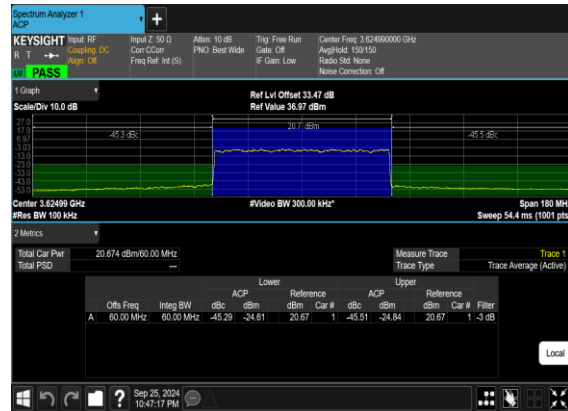 Spectrum Analyzer 1
ACP
+
KEYSIGHT Input: RF Input Z: 50 Ω Atten: 10 dB Trig: Free Run Center Freq: 3.624990000 GHz
R T Coupling: DC Corr CCorr PNO: Best Wide Gate: Off Avg|Hold: 150/150
Align: Off Freq Ref: Int (S) IF Gain: Low Radio Std: None
LXI PASS Noise Correction: Off
1 Graph
Ref Lvl Offset 33.47 dB
Scale/Div 10.0 dB Ref Value 36.97 dBm
27.0
17.0 -45.3 dBc 20.7 dBm -45.5 dBc
6.97
-3.03
-13.0
-23.0
-33.0
-43.0
-53.0
Center 3.62499 GHz #Video BW 300.00 kHz* Span 180 MHz
#Res BW 100 kHz Sweep 54.4 ms (1001 pts)
2 Metrics
Total Car Pwr 20.674 dBm/60.00 MHz Measure Trace Trace 1
Total PSD --- Trace Type Trace Average (Active)
Lower Upper
ACP Reference ACP Reference
Offs Freq Integ BW dBc dBm dBm Car # dBc dBm dBm Car # Filter
A 60.00 MHz 60.00 MHz -45.29 -24.61 20.67 1 -45.51 -24.84 20.67 1 -3 dB
Local
? Sep 25, 2024
10:47:17 PM